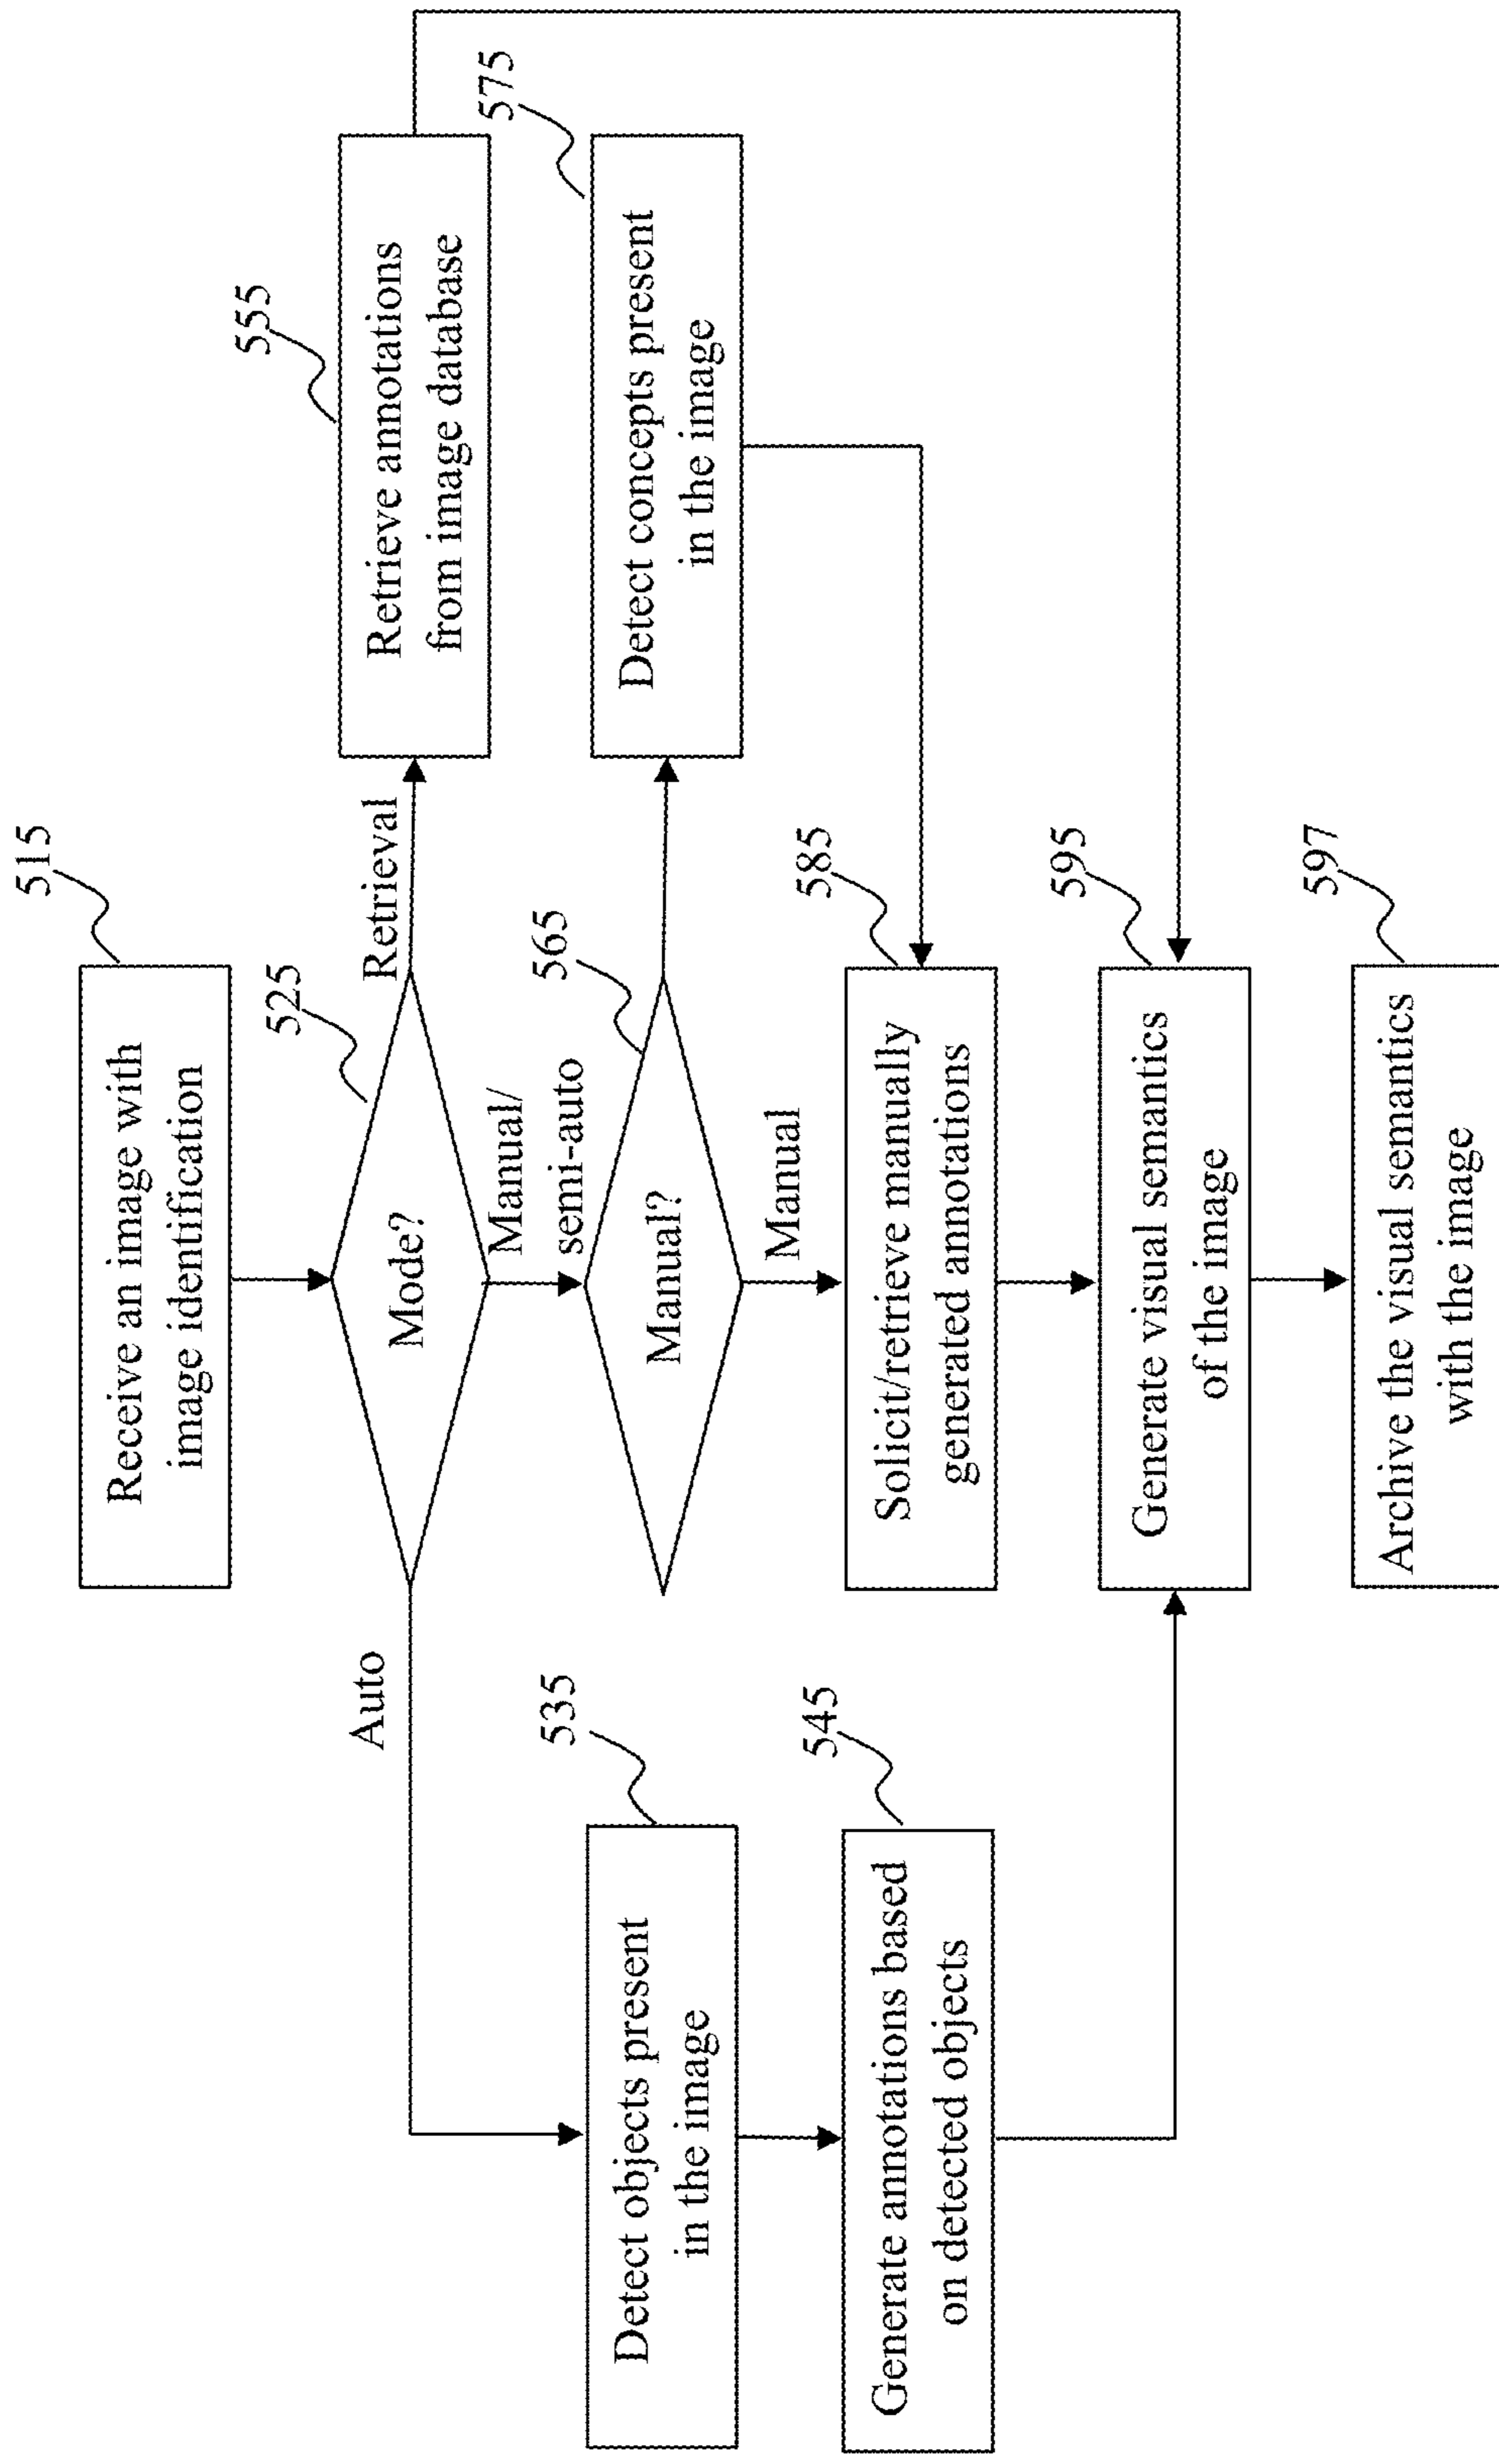 515
Receive an image with
image identification
525
Mode?
Auto
Retrieval
Manual/
semi-auto
555
Retrieve annotations
from image database
535
Detect objects present
in the image
565
Manual?
Manual
575
Detect concepts present
in the image
545
Generate annotations based
on detected objects
585
Solicit/retrieve manually
generated annotations
595
Generate visual semantics
of the image
597
Archive the visual semantics
with the image